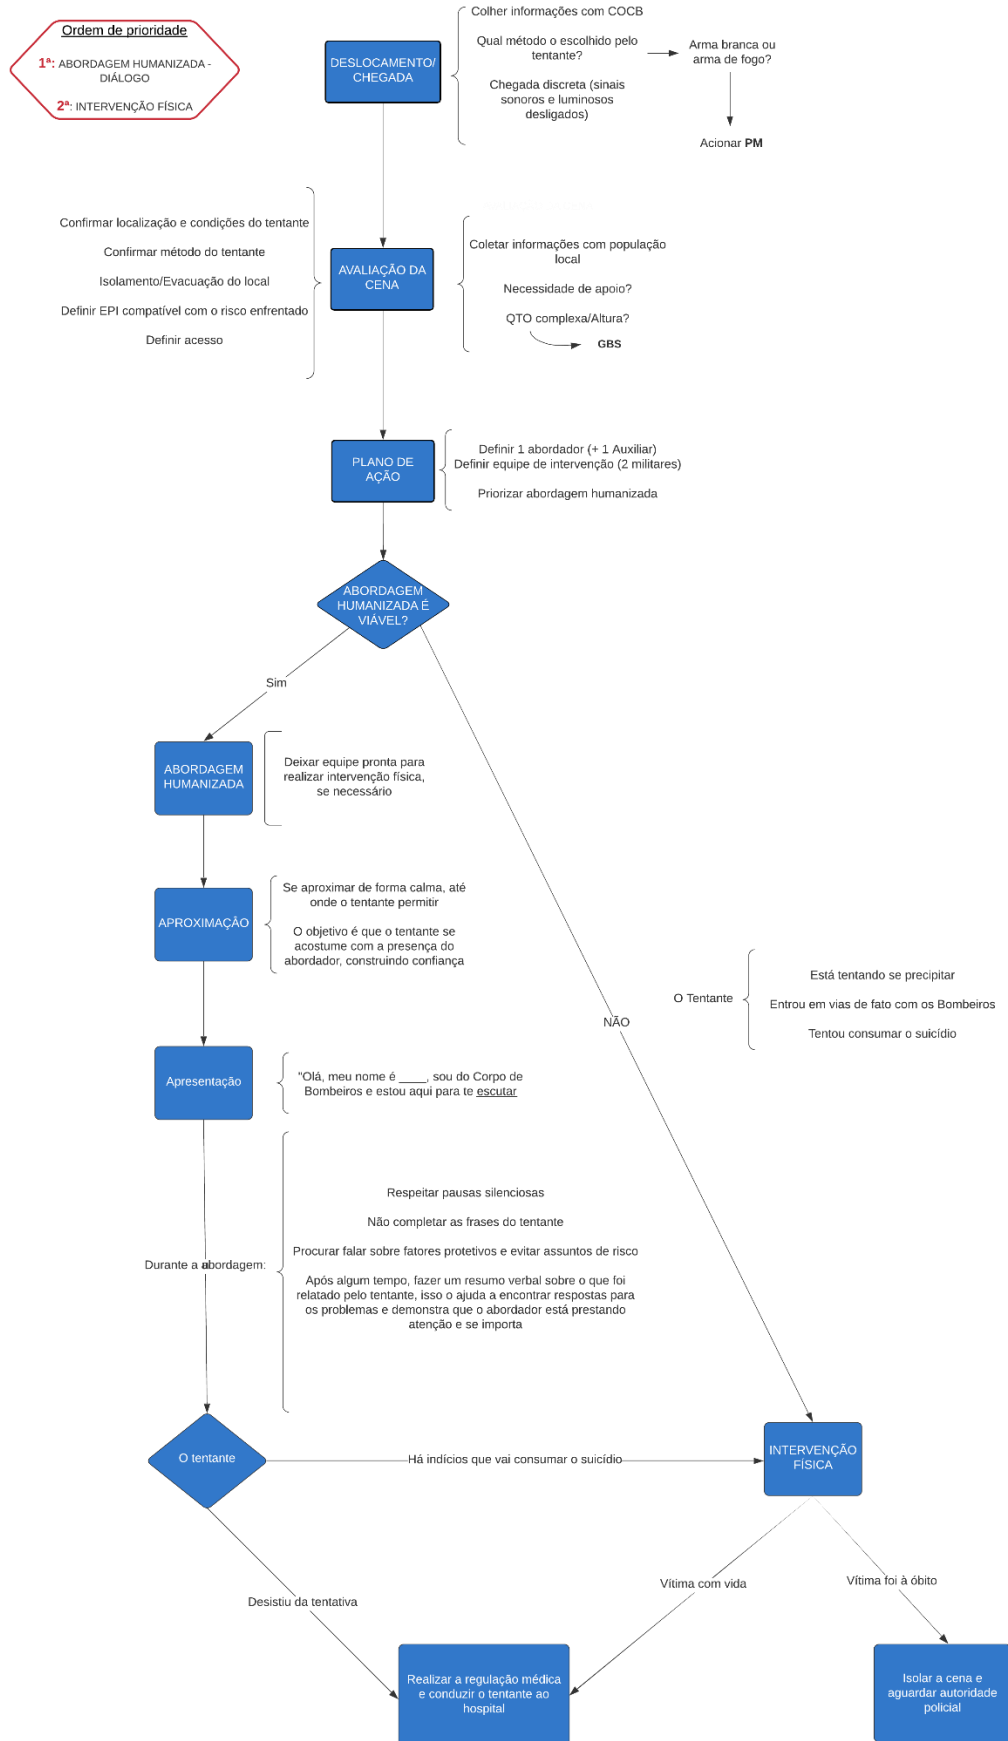 Ordem de prioridade
1ª: ABORDAGEM HUMANIZADA -
DIÁLOGO
2ª: INTERVENÇÃO FÍSICA
DESLOCAMENTO/
CHEGADA
Colher informações com COCB
Qual método o escolhido pelo
tentante?
Chegada discreta (sinais
sonoros e luminosos
desligados)
Arma branca ou
arma de fogo?
Acionar PM
Confirmar localização e condições do tentante
Confirmar método do tentante
Isolamento/Evacuação do local
Definir EPI compatível com o risco enfrentado
Definir acesso
AVALIAÇÃO DA
CENA
Coletar informações com população
local
Necessidade de apoio?
QTO complexa/Altura?
GBS
PLANO DE
AÇÃO
Definir 1 abordador (+ 1 Auxiliar)
Definir equipe de intervenção (2 militares)
Priorizar abordagem humanizada
ABORDAGEM
HUMANIZADA É
VIÁVEL?
Sim
NÃO
ABORDAGEM
HUMANIZADA
Deixar equipe pronta para
realizar intervenção física,
se necessário
APROXIMAÇÃO
Se aproximar de forma calma, até
onde o tentante permitir
O objetivo é que o tentante se
acostume com a presença do
abordador, construindo confiança
O Tentante
Está tentando se precipitar
Entrou em vias de fato com os Bombeiros
Tentou consumar o suicídio
Apresentação
"Olá, meu nome é ____, sou do Corpo de
Bombeiros e estou aqui para te escutar
Durante a abordagem:
Respeitar pausas silenciosas
Não completar as frases do tentante
Procurar falar sobre fatores protetivos e evitar assuntos de risco
Após algum tempo, fazer um resumo verbal sobre o que foi
relatado pelo tentante, isso o ajuda a encontrar respostas para
os problemas e demonstra que o abordador está prestando
atenção e se importa
O tentante
Há indícios que vai consumar o suicídio
INTERVENÇÃO
FÍSICA
Desistiu da tentativa
Vítima com vida
Vítima foi à óbito
Realizar a regulação médica
e conduzir o tentante ao
hospital
Isolar a cena e
aguardar autoridade
policial